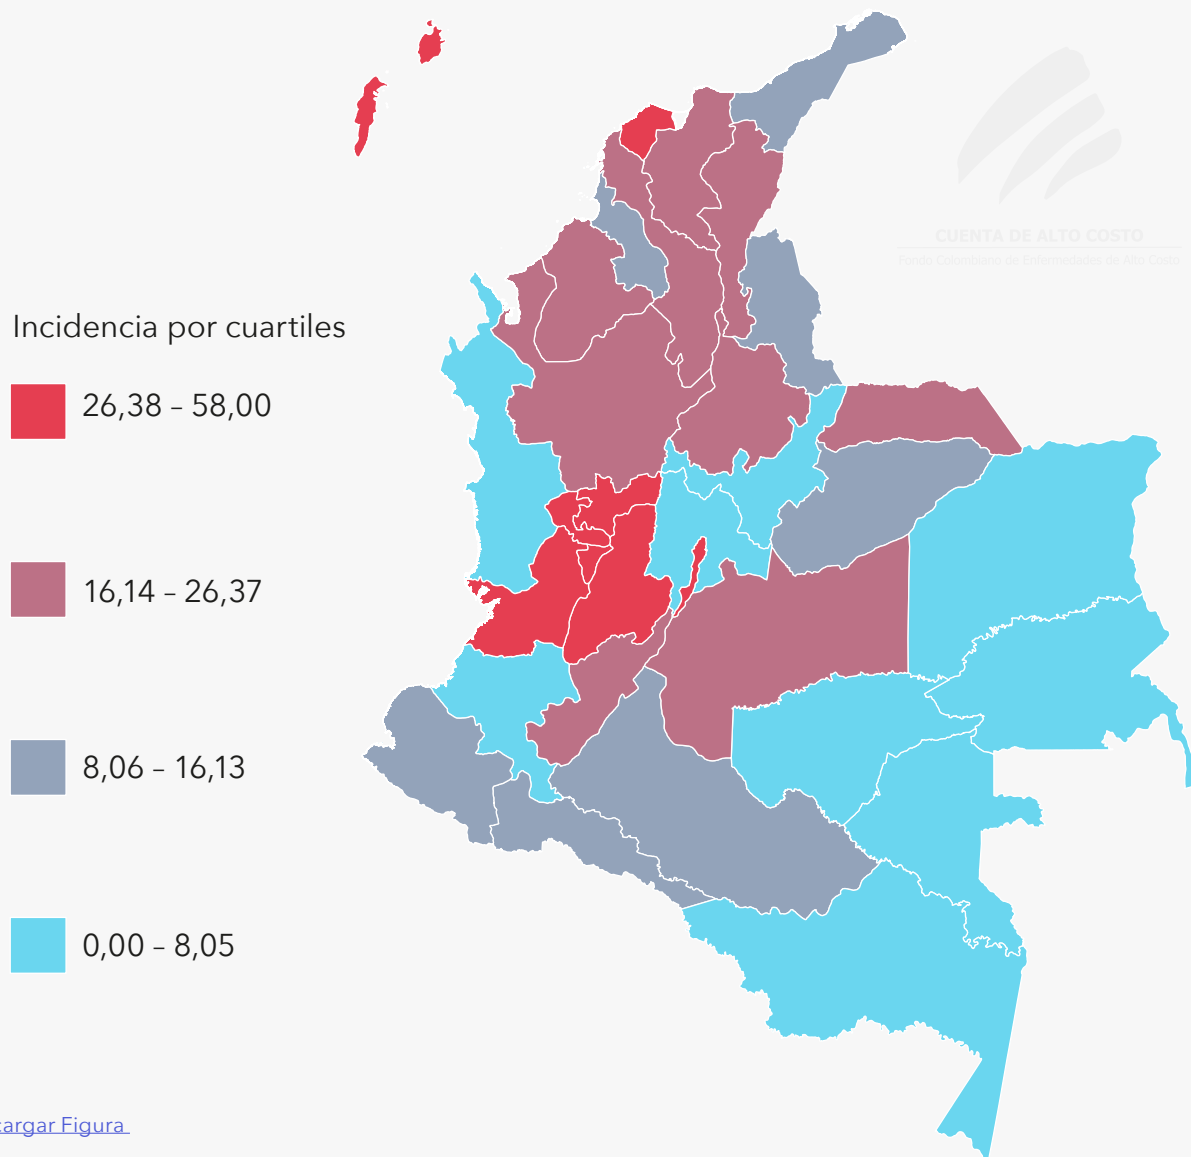 CUENTA DE ALTO COSTO
Fondo Colombiano de Enfermedades de Alto Costo
Incidencia por cuartiles
26,38 – 58,00
16,14 – 26,37
8,06 – 16,13
0,00 – 8,05
cargar Figura